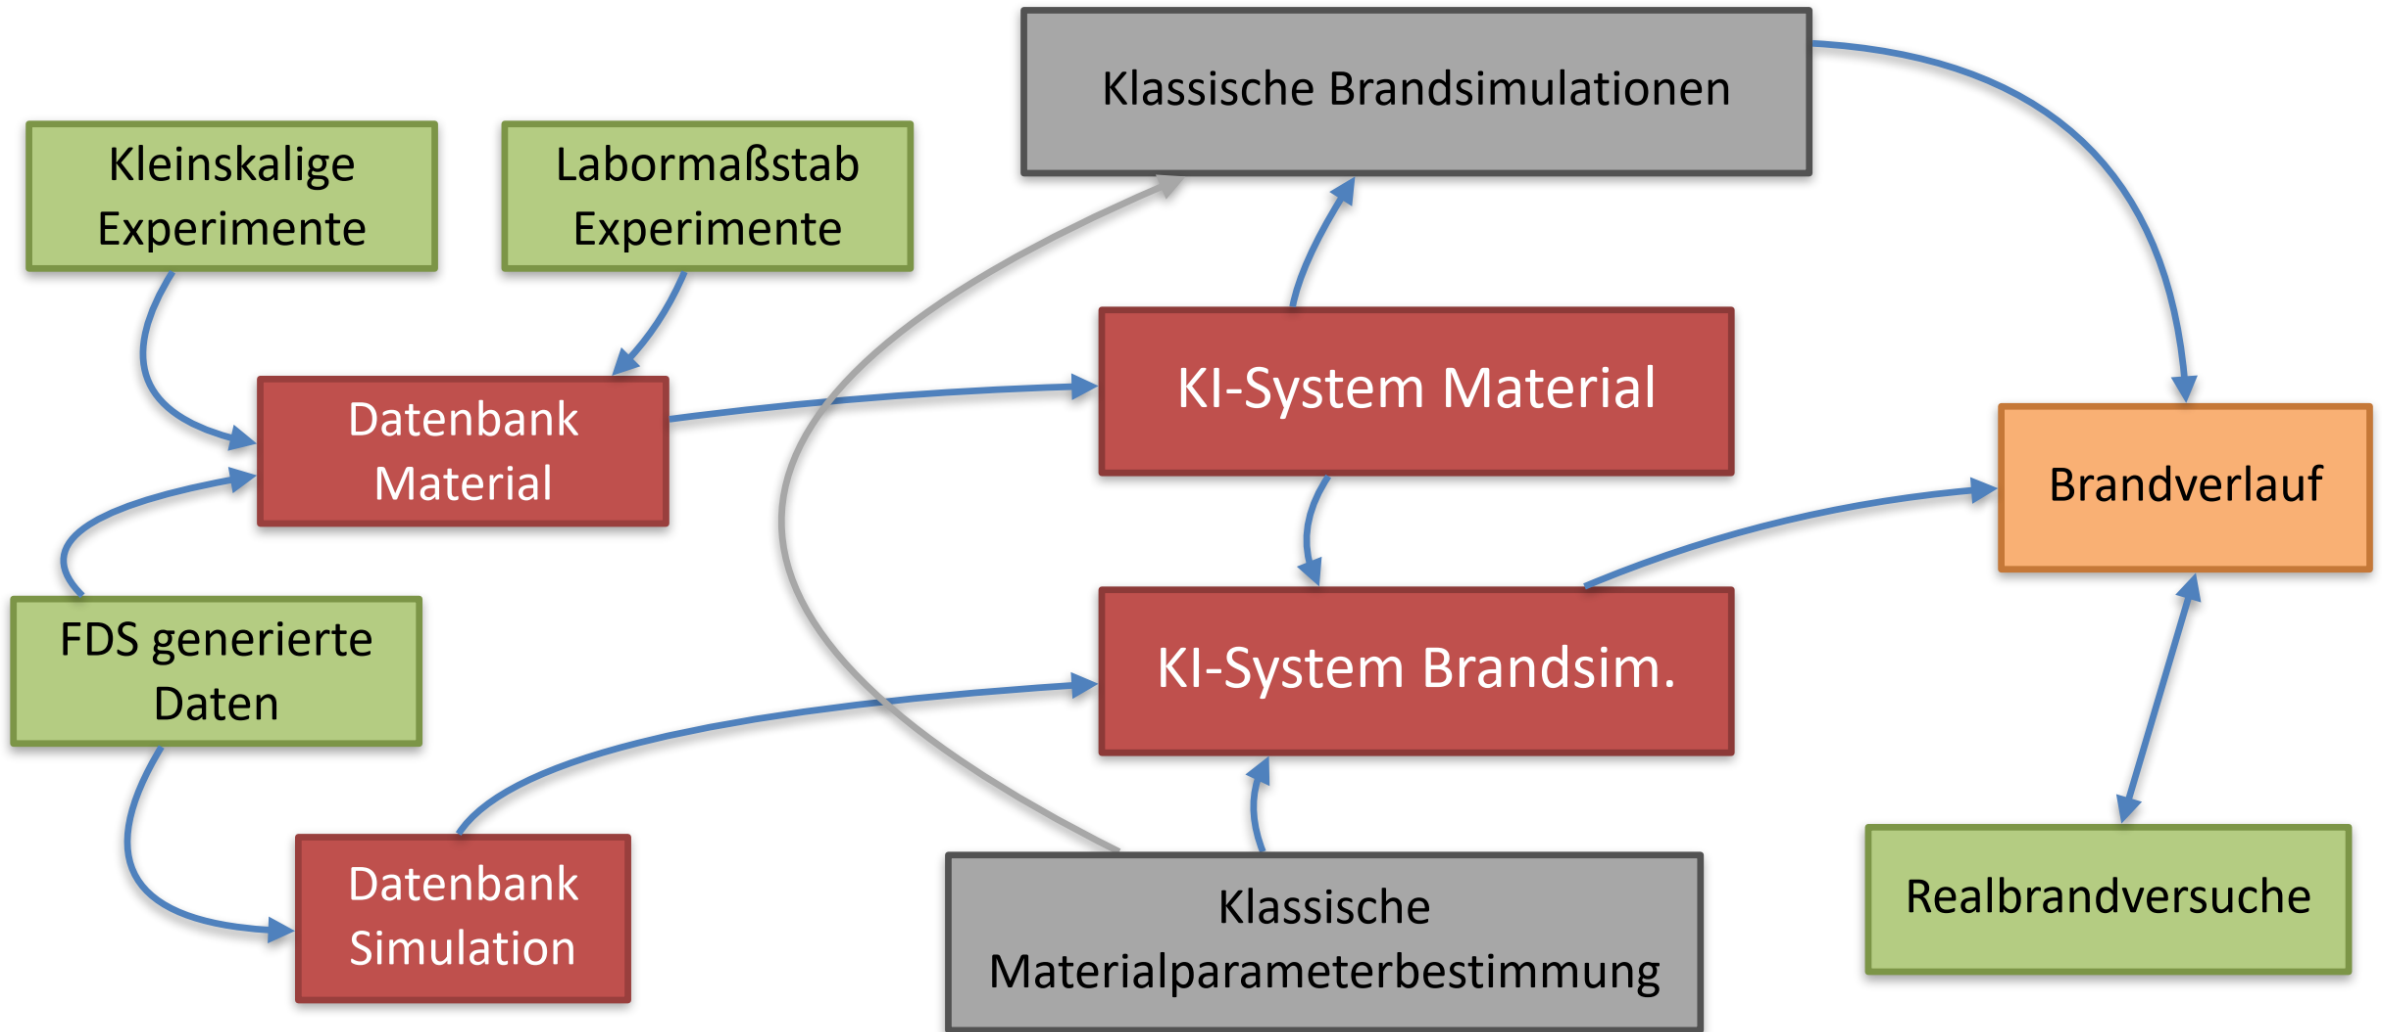 Klassische Brandsimulationen
Kleinskalige
Experimente
Labormaßstab
Experimente
KI-System Material
Datenbank
Material
Brandverlauf
FDS generierte
Daten
KI-System Brandsim.
Datenbank
Simulation
Klassische
Materialparameterbestimmung
Realbrandversuche